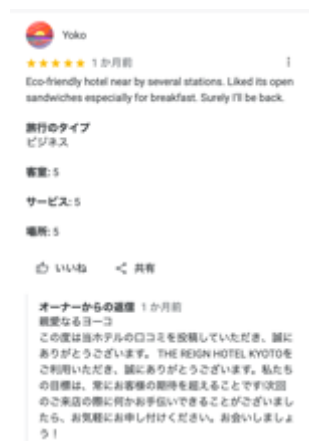 Yoko
★★★★★ 1 か月前
Eco-friendly hotel near by several stations. Liked its open
sandwiches especially for breakfast. Surely I'll be back.
旅行のタイプ
ビジネス
客室: 5
サービス: 5
場所: 5
いいね 共有
オーナーからの返信 1 か月前
親愛なるヨーコ
この度は当ホテルの口コミを投稿していただき、誠に
ありがとうございます。 THE REIGN HOTEL KYOTOを
ご利用いただき、誠にありがとうございます。私たち
の目標は、常にお客様の期待を超えることです!次回
のご来店の際に何かお手伝いできることがございまし
たら、お気軽にお申し付けください。お会いしましょ
う!